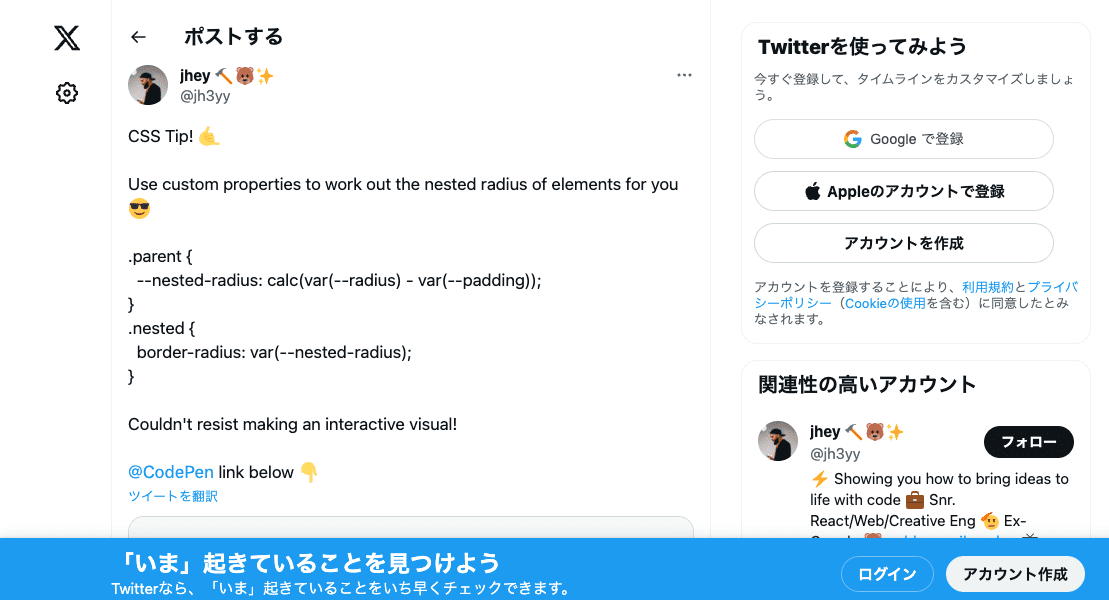 ポストする
jhey 🔨🐻✨
@jh3yy
CSS Tip! 🤙
Use custom properties to work out the nested radius of elements for you
😎
.parent {
--nested-radius: calc(var(--radius) - var(--padding));
}
.nested {
border-radius: var(--nested-radius);
}
Couldn't resist making an interactive visual!
@CodePen link below 👇
ツイートを翻訳
Twitterを使ってみよう
今すぐ登録して、タイムラインをカスタマイズしましょ
う。
Google で登録
Appleのアカウントで登録
アカウントを作成
アカウントを登録することにより、利用規約とプライバ
シーポリシー（Cookieの使用を含む）に同意したとみ
なされます。
関連性の高いアカウント
jhey 🔨🐻✨
@jh3yy
フォロー
⚡ Showing you how to bring ideas to
life with code 💼 Snr.
React/Web/Creative Eng 🫡 Ex-
「いま」起きていることを見つけよう
Twitterなら、「いま」起きていることをいち早くチェックできます。
ログイン
アカウント作成